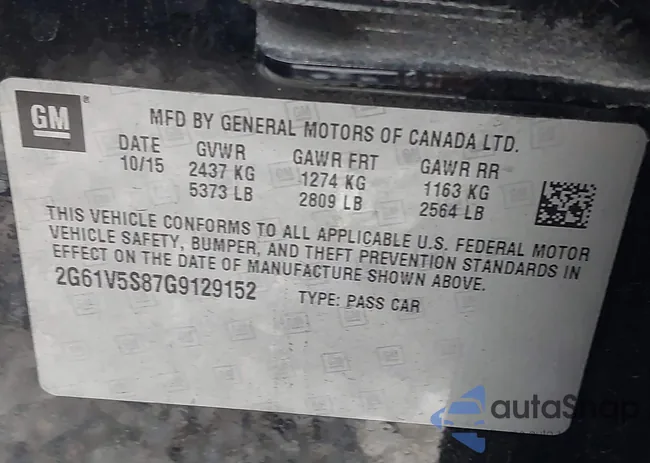 GM ®
MFD BY GENERAL MOTORS OF CANADA LTD.
DATE GVWR GAWR FRT GAWR RR
10/15 2437 KG 1274 KG 1163 KG
5373 LB 2809 LB 2564 LB
THIS VEHICLE CONFORMS TO ALL APPLICABLE U.S. FEDERAL MOTOR
VEHICLE SAFETY, BUMPER, AND THEFT PREVENTION STANDARDS IN
EFFECT ON THE DATE OF MANUFACTURE SHOWN ABOVE.
2G61V5S87G9129152 TYPE: PASS CAR
autoSnap